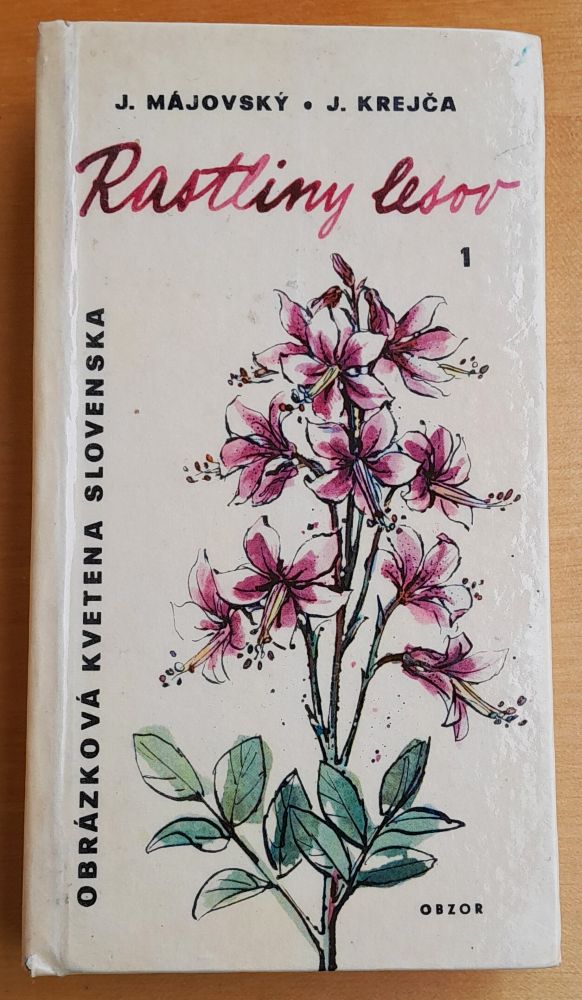 J. MÁJOVSKÝ • J. KREJČA
Rastliny lesov
1
OBRÁZKOVÁ KVETENA SLOVENSKA
OBZOR